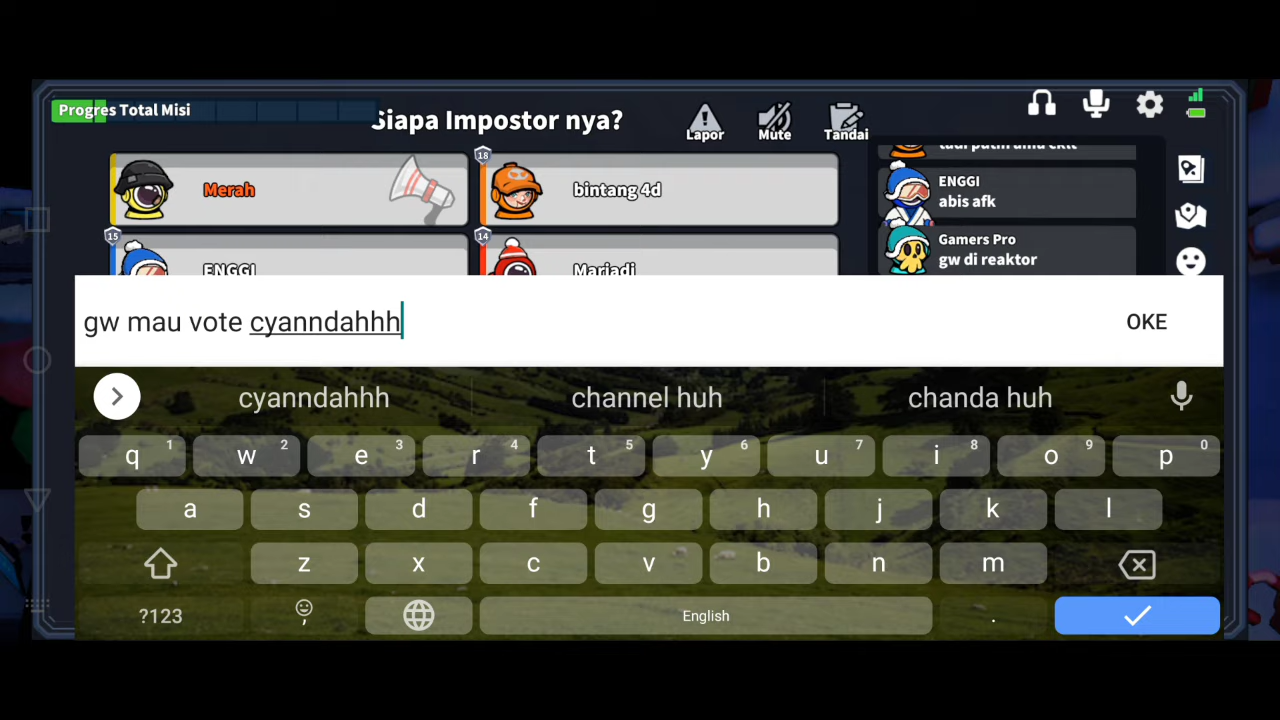 Progres Total Misi
Siapa Impostor nya?
Lapor
Mute
Tandai
Merah
18
bintang 4d
15
ENGGI
14
Marjadi
ENGGI
abis afk
Gamers Pro
gw di reaktor
gw mau vote cyanndahhh
OKE
cyanndahhh
channel huh
chanda huh
q 1 w 2 e 3 r 4 t 5 y 6 u 7 i 8 o 9 p 0
a s d f g h j k l
z x c v b n m
?123
,
English
.